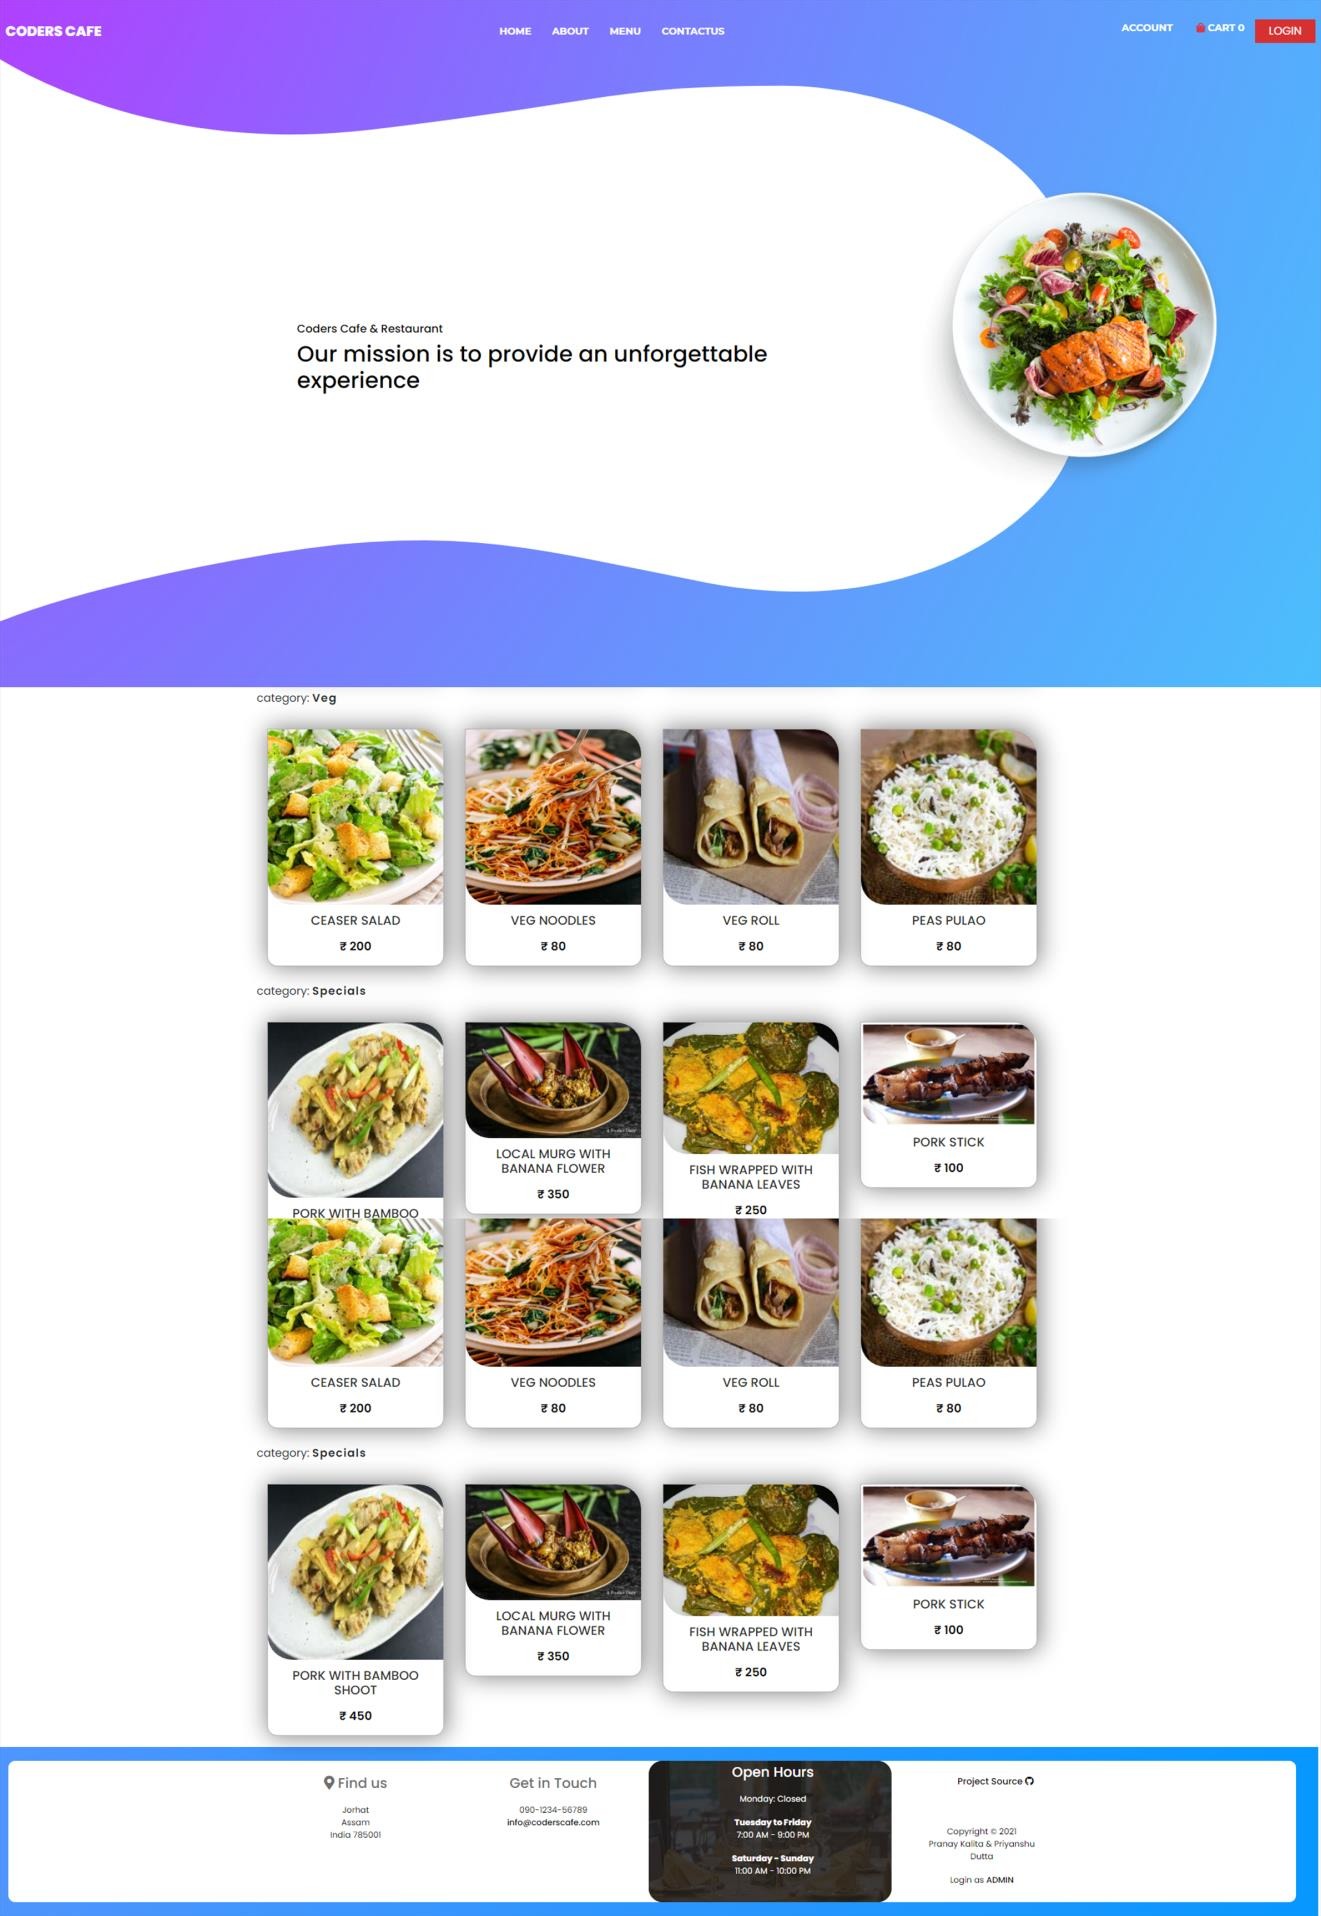 CODERS CAFE
HOME ABOUT MENU CONTACTUS
ACCOUNT CART 0 LOGIN
Coders Cafe & Restaurant
Our mission is to provide an unforgettable
experience
category: Veg
CEASER SALAD
₹ 200
VEG NOODLES
₹ 80
VEG ROLL
₹ 80
PEAS PULAO
₹ 80
category: Specials
PORK WITH BAMBOO
LOCAL MURG WITH
BANANA FLOWER
₹ 350
FISH WRAPPED WITH
BANANA LEAVES
₹ 250
PORK STICK
₹ 100
CEASER SALAD
₹ 200
VEG NOODLES
₹ 80
VEG ROLL
₹ 80
PEAS PULAO
₹ 80
category: Specials
PORK WITH BAMBOO
SHOOT
₹ 450
LOCAL MURG WITH
BANANA FLOWER
₹ 350
FISH WRAPPED WITH
BANANA LEAVES
₹ 250
PORK STICK
₹ 100
Find us
Jorhat
Assam
India 785001
Get in Touch
090-1234-56789
info@coderscafe.com
Open Hours
Monday: Closed
Tuesday to Friday
7:00 AM - 9:00 PM
Saturday - Sunday
11:00 AM - 10:00 PM
Project Source
Copyright © 2021
Pranay Kalita & Priyanshu
Dutta
Login as ADMIN